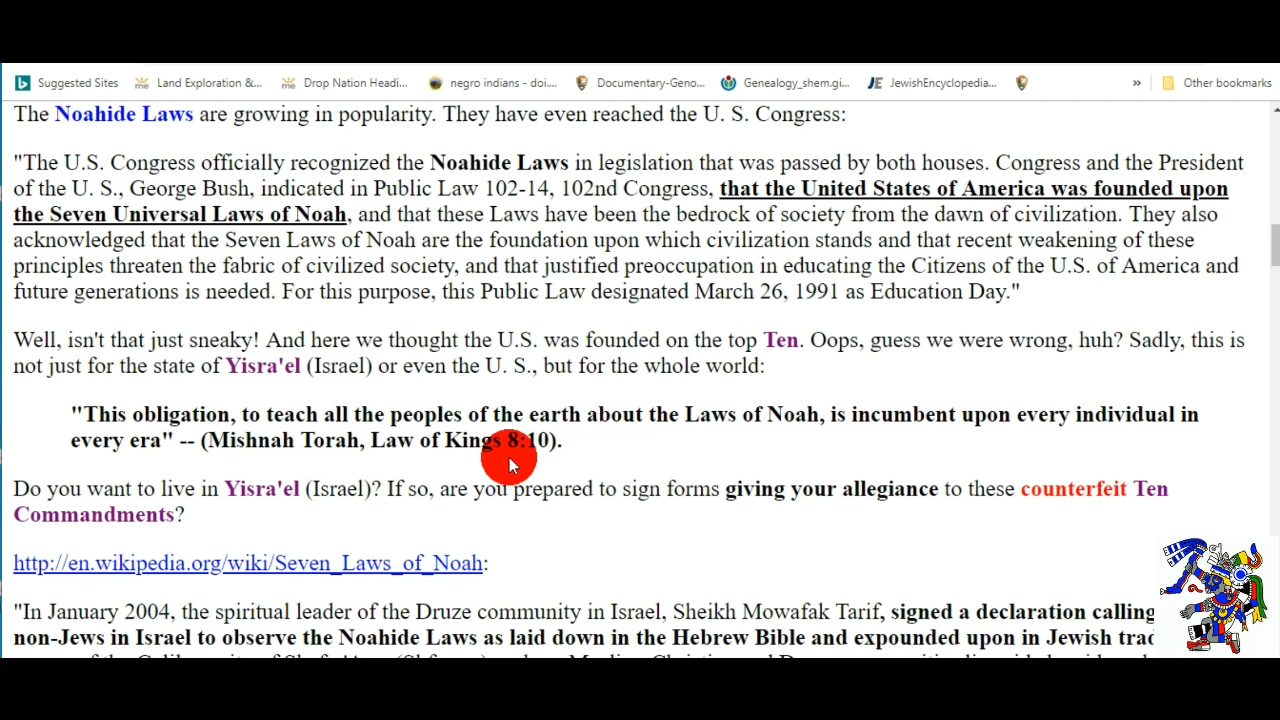 Suggested Sites Land Exploration &... Drop Nation Headi... negro indians - doi... Documentary-Geno... Genealogy_shem.gi... JewishEncyclopedia... » Other bookmarks
The Noahide Laws are growing in popularity. They have even reached the U. S. Congress:
"The U.S. Congress officially recognized the Noahide Laws in legislation that was passed by both houses. Congress and the President
of the U. S., George Bush, indicated in Public Law 102-14, 102nd Congress, that the United States of America was founded upon
the Seven Universal Laws of Noah, and that these Laws have been the bedrock of society from the dawn of civilization. They also
acknowledged that the Seven Laws of Noah are the foundation upon which civilization stands and that recent weakening of these
principles threaten the fabric of civilized society, and that justified preoccupation in educating the Citizens of the U.S. of America and
future generations is needed. For this purpose, this Public Law designated March 26, 1991 as Education Day."
Well, isn't that just sneaky! And here we thought the U.S. was founded on the top Ten. Oops, guess we were wrong, huh? Sadly, this is
not just for the state of Yisra'el (Israel) or even the U. S., but for the whole world:
"This obligation, to teach all the peoples of the earth about the Laws of Noah, is incumbent upon every individual in
every era" -- (Mishnah Torah, Law of Kings 8:10).
Do you want to live in Yisra'el (Israel)? If so, are you prepared to sign forms giving your allegiance to these counterfeit Ten
Commandments?
http://en.wikipedia.org/wiki/Seven_Laws_of_Noah:
"In January 2004, the spiritual leader of the Druze community in Israel, Sheikh Mowafak Tarif, signed a declaration calling
non-Jews in Israel to observe the Noahide Laws as laid down in the Hebrew Bible and expounded upon in Jewish trad